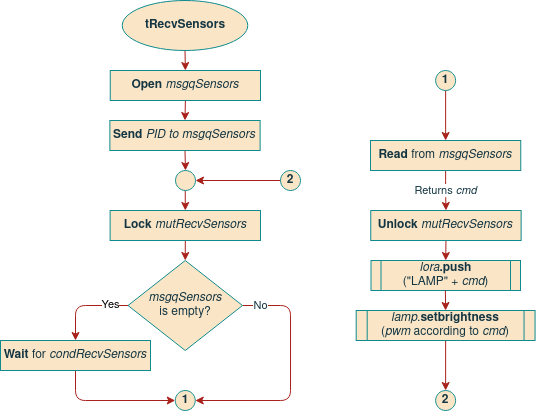 tRecvSensors
Open msgqSensors
Send PID to msgqSensors
2
Lock mutRecvSensors
msgqSensors
is empty?
Yes
No
Wait for condRecvSensors
1
1
Read from msgqSensors
Returns cmd
Unlock mutRecvSensors
lora.push
("LAMP" + cmd)
lamp.setbrightness
(pwm according to cmd)
2